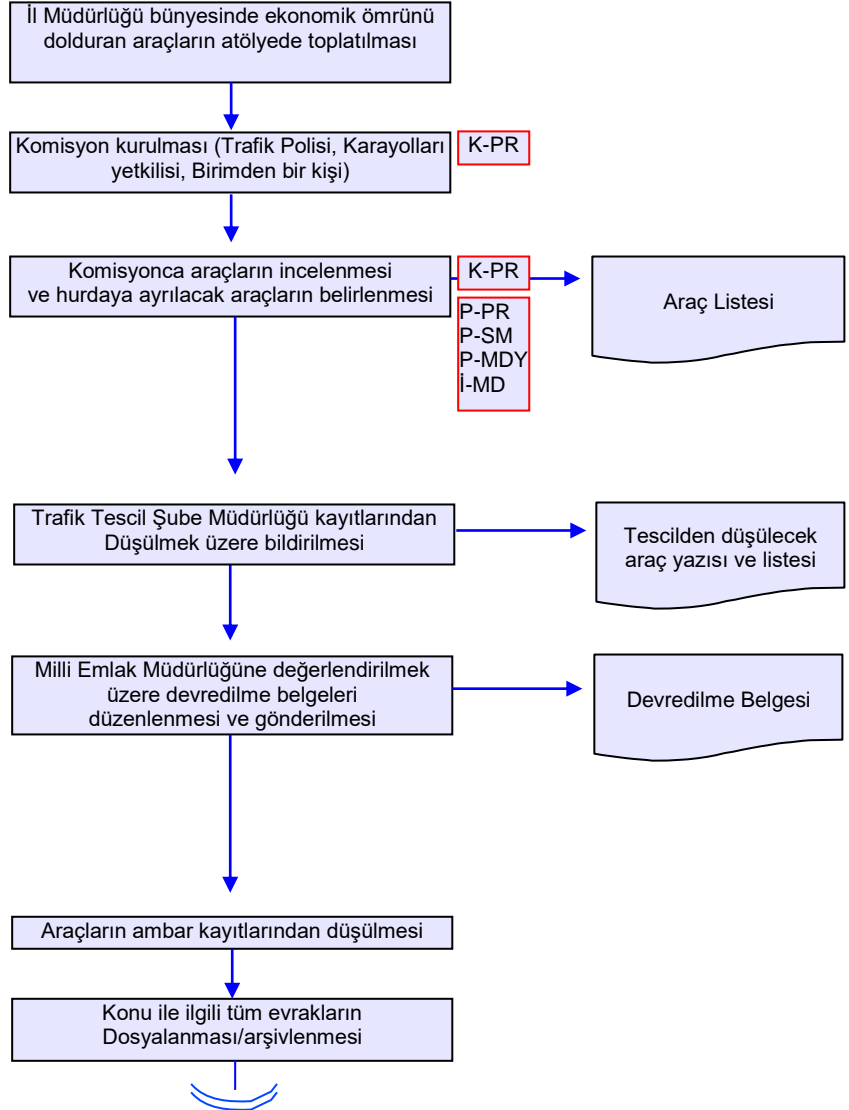 İl Müdürlüğü bünyesinde ekonomik ömrünü
dolduran araçların atölyede toplatılması
Komisyon kurulması (Trafik Polisi, Karayolları
yetkilisi, Birimden bir kişi)
K-PR
Komisyonca araçların incelenmesi
ve hurdaya ayrılacak araçların belirlenmesi
K-PR
P-PR
P-SM
P-MDY
İ-MD
Araç Listesi
Trafik Tescil Şube Müdürlüğü kayıtlarından
Düşülmek üzere bildirilmesi
Tescilden düşülecek
araç yazısı ve listesi
Milli Emlak Müdürlüğüne değerlendirilmek
üzere devredilme belgeleri
düzenlenmesi ve gönderilmesi
Devredilme Belgesi
Araçların ambar kayıtlarından düşülmesi
Konu ile ilgili tüm evrakların
Dosyalanması/arşivlenmesi